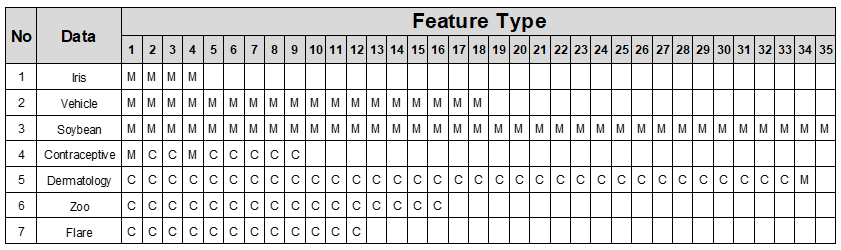 Feature Type
No Data 1 2 3 4 5 6 7 8 9 10 11 12 13 14 15 16 17 18 19 20 21 22 23 24 25 26 27 28 29 30 31 32 33 34 35
1 Iris M M M M
2 Vehicle M M M M M M M M M M M M M M M M M M
3 Soybean M M M M M M M M M M M M M M M M M M M M M M M M M M M M M M M M M M M
4 Contraceptive M C C M C C C C C
5 Dermatology C C C C C C C C C C C C C C C C C C C C C C C C C C C C C C C C C M
6 Zoo C C C C C C C C C C C C C C C C
7 Flare C C C C C C C C C C C C